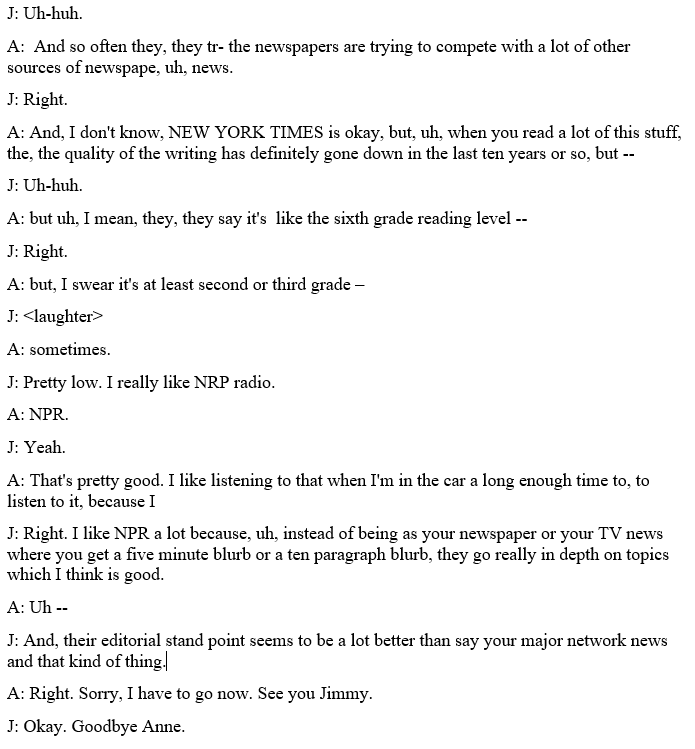 J: Uh-huh.
A:  And so often they, they tr- the newspapers are trying to compete with a lot of other
sources of newspape, uh, news.
J: Right.
A: And, I don't know, NEW YORK TIMES is okay, but, uh, when you read a lot of this stuff,
the, the quality of the writing has definitely gone down in the last ten years or so, but --
J: Uh-huh.
A: but uh, I mean, they, they say it's  like the sixth grade reading level --
J: Right.
A: but, I swear it's at least second or third grade –
J: <laughter>
A: sometimes.
J: Pretty low. I really like NRP radio.
A: NPR.
J: Yeah.
A: That's pretty good. I like listening to that when I'm in the car a long enough time to, to
listen to it, because I
J: Right. I like NPR a lot because, uh, instead of being as your newspaper or your TV news
where you get a five minute blurb or a ten paragraph blurb, they go really in depth on topics
which I think is good.
A: Uh --
J: And, their editorial stand point seems to be a lot better than say your major network news
and that kind of thing.
A: Right. Sorry, I have to go now. See you Jimmy.
J: Okay. Goodbye Anne.